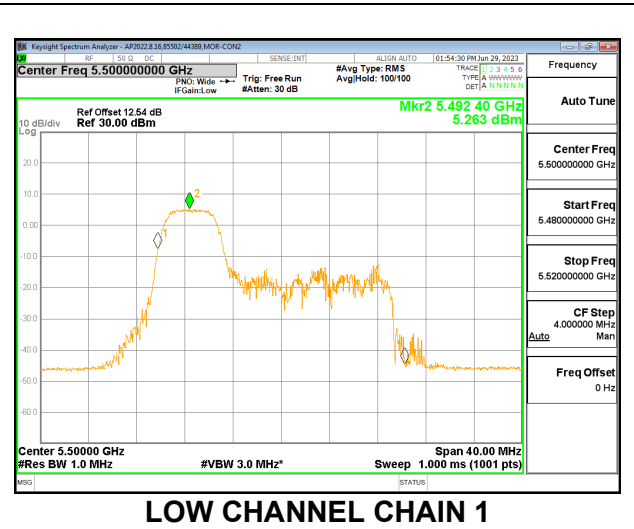 Keysight Spectrum Analyzer - AP2022.8.16,85502/44389,MOR-CON2
RF 50 Ω DC SENSE:INT ALIGN AUTO 01:54:30 PM Jun 29, 2023
Center Freq 5.500000000 GHz
PNO: Wide
IFGain:Low
Trig: Free Run
#Atten: 30 dB
#Avg Type: RMS
Avg|Hold: 100/100
TRACE 1 2 3 4 5 6
TYPE A WWWWW
DET A N N N N N
Frequency
Auto Tune
Center Freq
5.500000000 GHz
Start Freq
5.480000000 GHz
Stop Freq
5.520000000 GHz
CF Step
4.000000 MHz
Auto Man
Freq Offset
0 Hz
Ref Offset 12.54 dB
10 dB/div Ref 30.00 dBm
Log
Mkr2 5.492 40 GHz
5.263 dBm
20.0
10.0
0.00
-10.0
-20.0
-30.0
-40.0
-50.0
-60.0
1
2
Center 5.50000 GHz Span 40.00 MHz
#Res BW 1.0 MHz #VBW 3.0 MHz* Sweep 1.000 ms (1001 pts)
MSG STATUS
LOW CHANNEL CHAIN 1